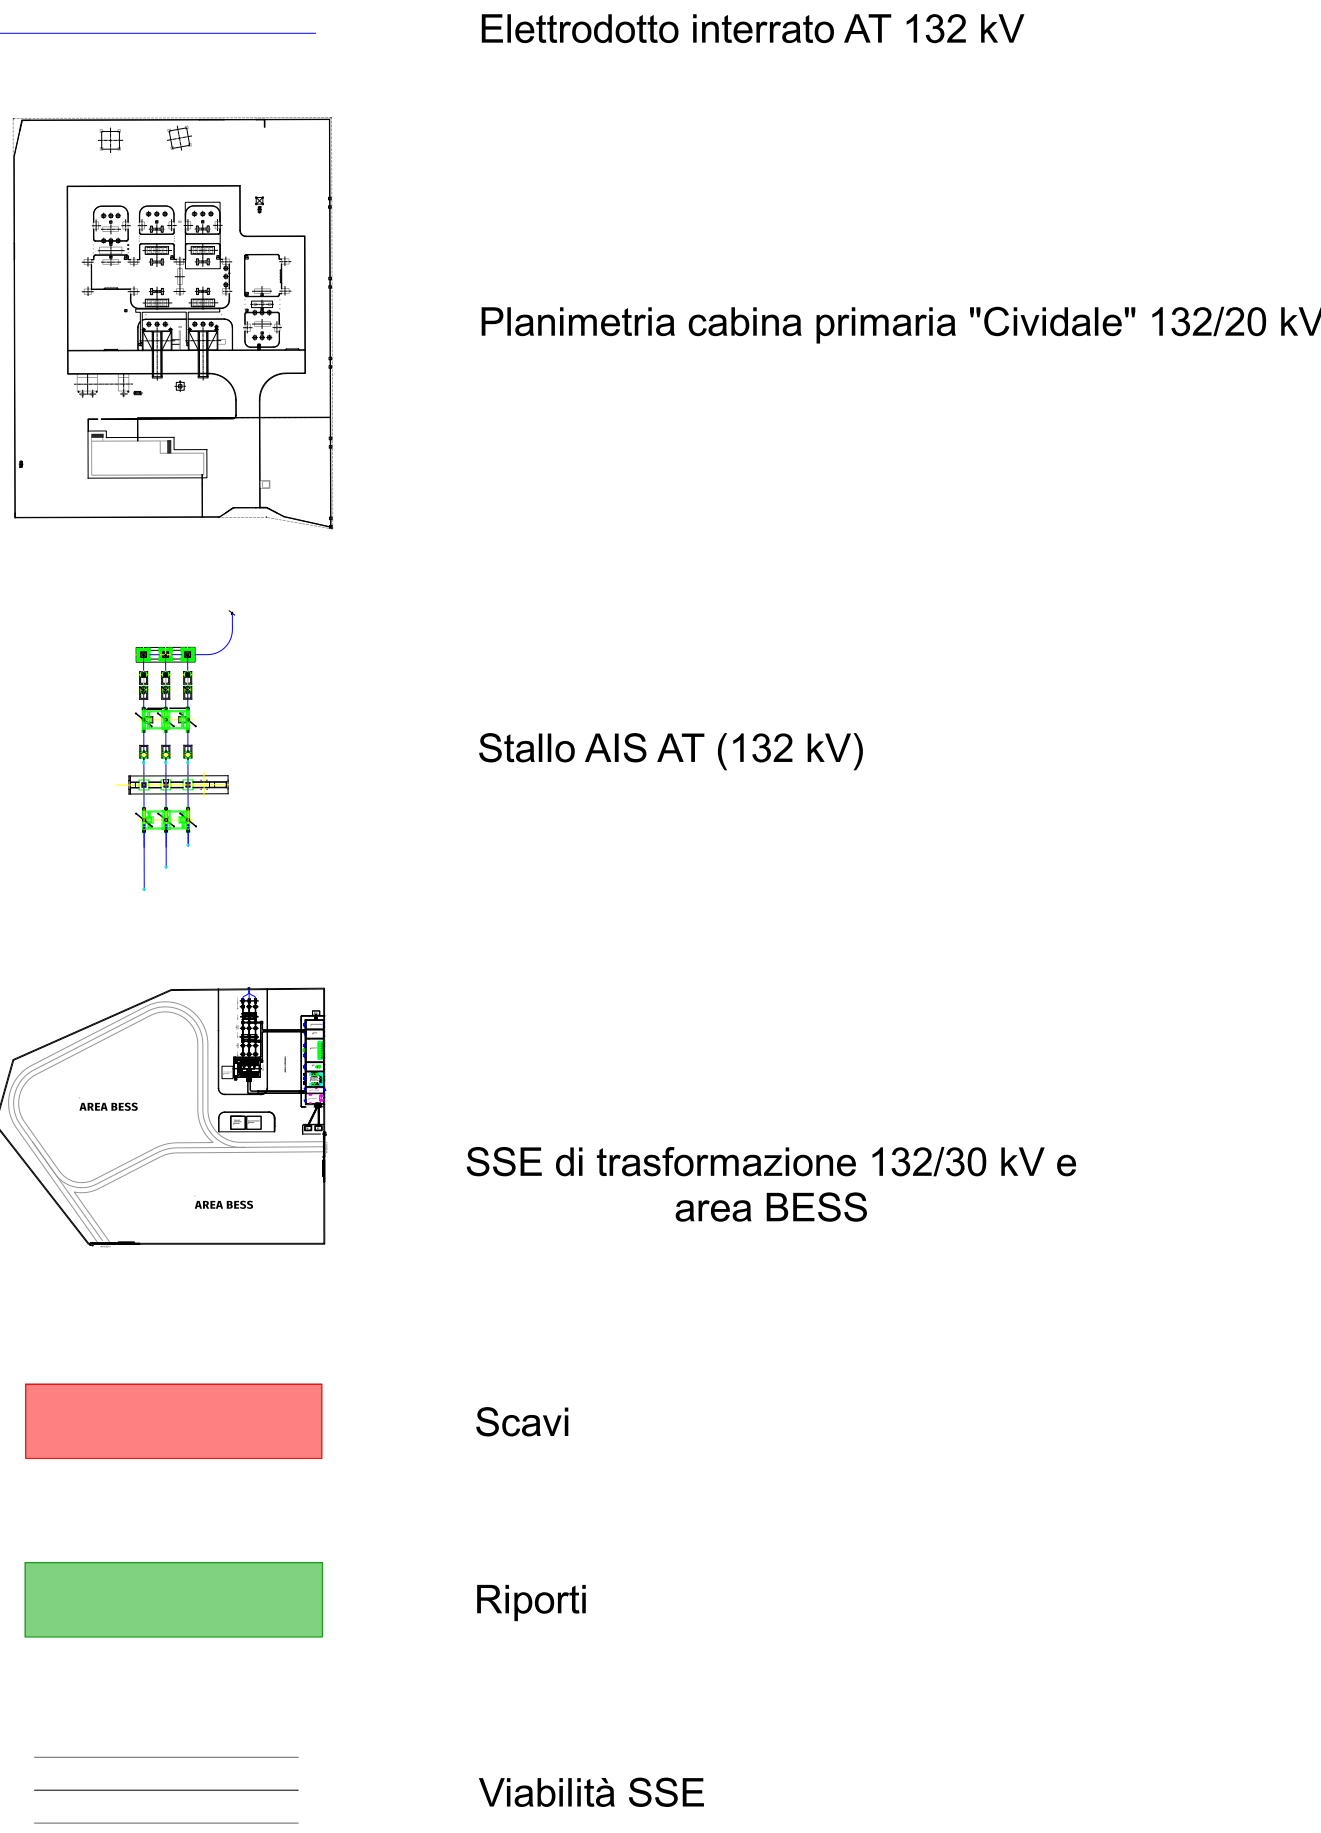 Elettrodotto interrato AT 132 kV
Planimetria cabina primaria "Cividale" 132/20 kV
Stallo AIS AT (132 kV)
AREA BESS
AREA BESS
SSE di trasformazione 132/30 kV e
area BESS
Scavi
Riporti
Viabilità SSE